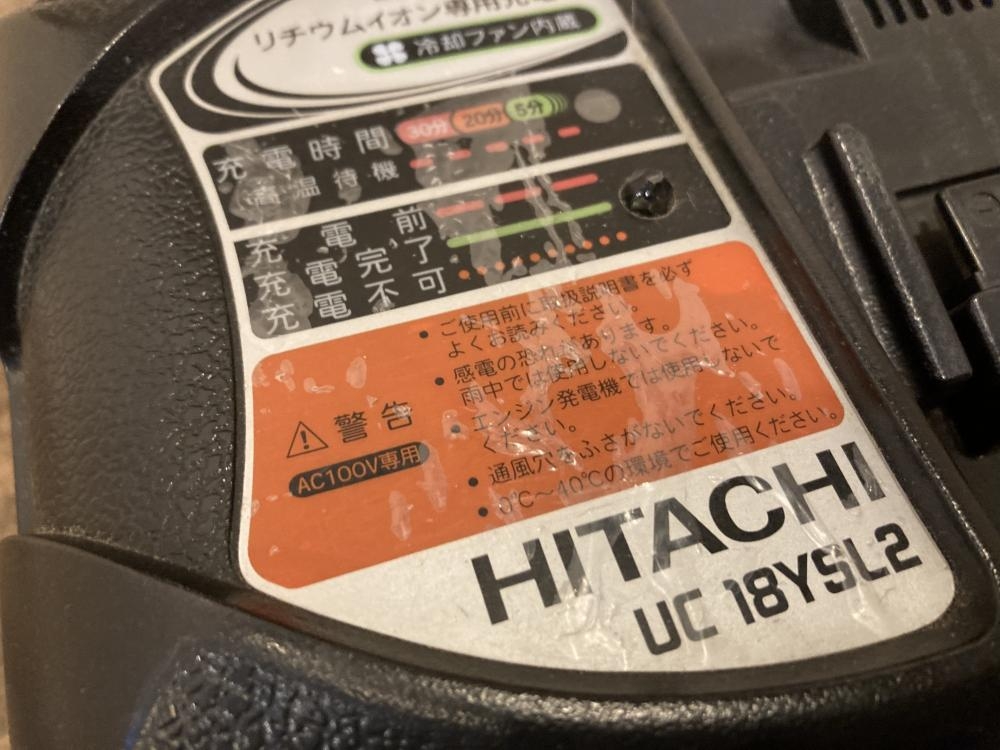 リチウムイオン専用充電
冷却ファン内蔵
充電時間 30分 20分 5分
高温待機
充電前
充電完了
充電不可
警告
AC100V専用
・ご使用前に取扱説明書を必ず
よくお読みください。
・感電の恐れがあります。
雨中では使用しないでください。
・エンジン発電機では使用しないで
ください。
・通風穴をふさがないでください。
・0℃～40℃の環境でご使用ください。
HITACHI
UC 18YSL2